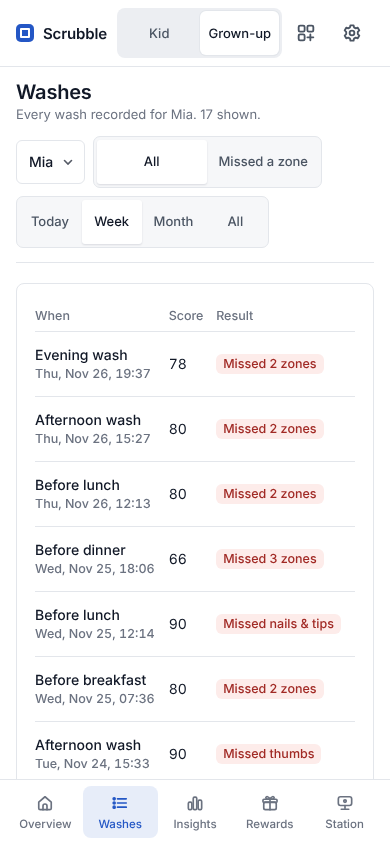 Scrubble
Kid
Grown-up
Washes
Every wash recorded for Mia. 17 shown.
Mia
All
Missed a zone
Today
Week
Month
All
When
Score
Result
Evening wash
Thu, Nov 26, 19:37
78
Missed 2 zones
Afternoon wash
Thu, Nov 26, 15:27
80
Missed 2 zones
Before lunch
Thu, Nov 26, 12:13
80
Missed 2 zones
Before dinner
Wed, Nov 25, 18:06
66
Missed 3 zones
Before lunch
Wed, Nov 25, 12:14
90
Missed nails & tips
Before breakfast
Wed, Nov 25, 07:36
80
Missed 2 zones
Afternoon wash
Tue, Nov 24, 15:33
90
Missed thumbs
Overview
Washes
Insights
Rewards
Station